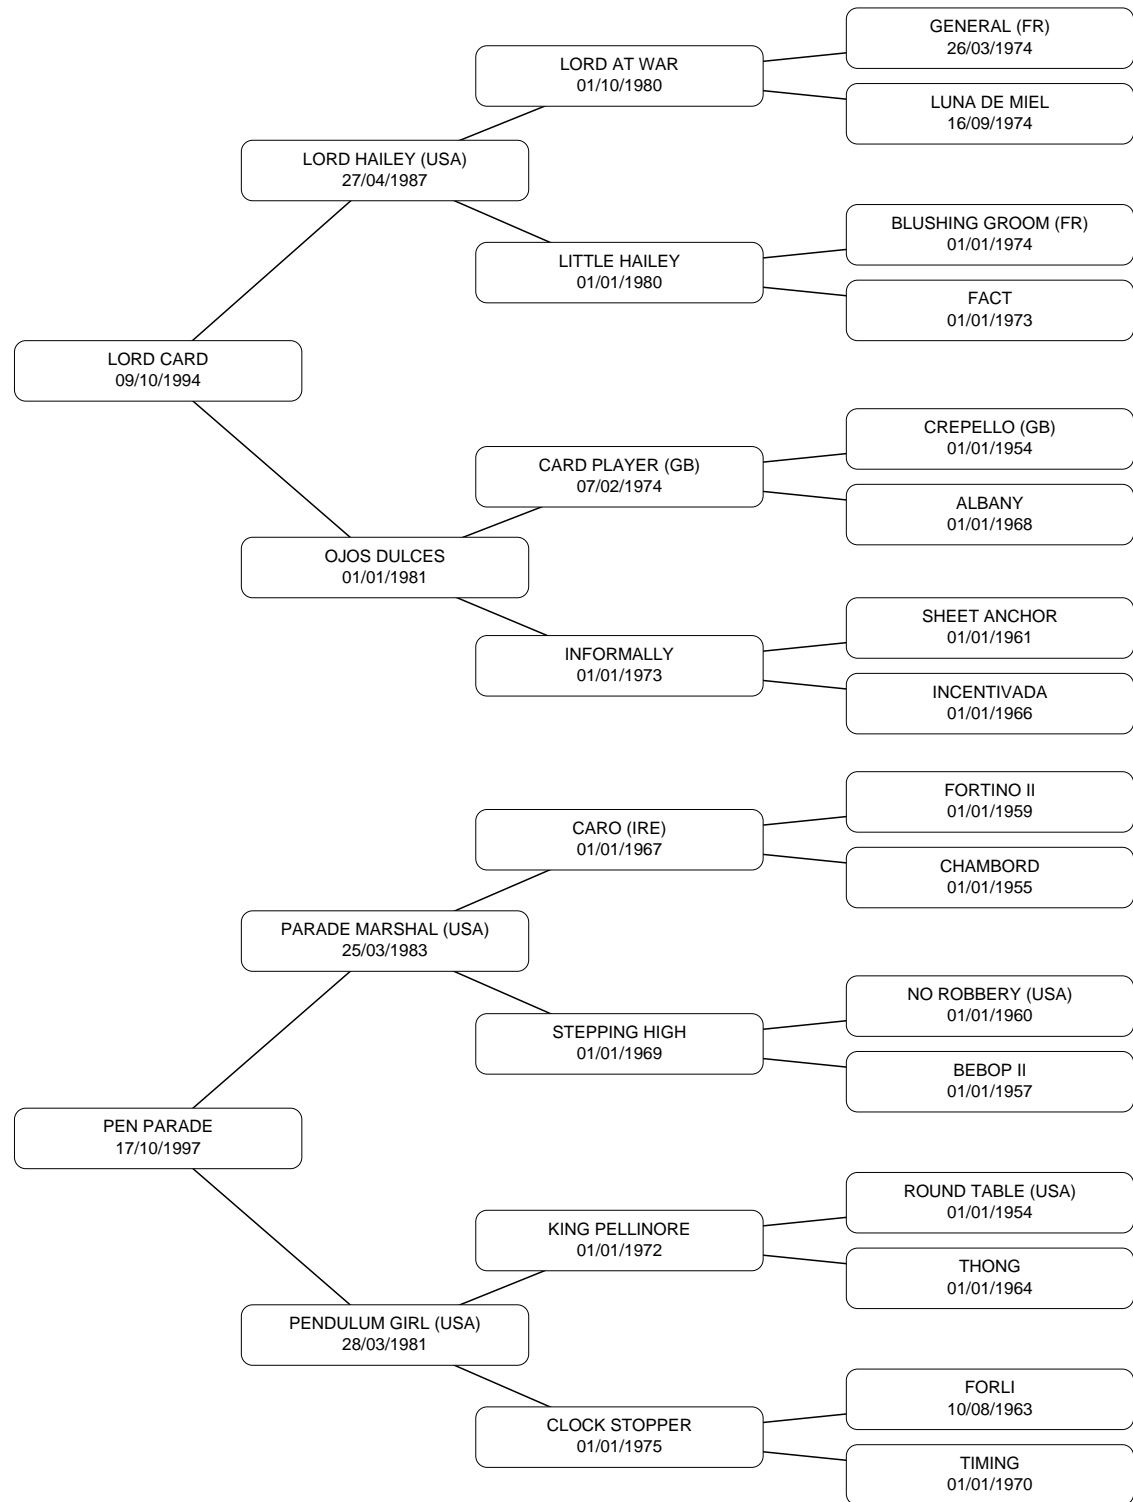 GENERAL (FR)
26/03/1974
LORD AT WAR
01/10/1980
LUNA DE MIEL
16/09/1974
LORD HAILEY (USA)
27/04/1987
BLUSHING GROOM (FR)
01/01/1974
LITTLE HAILEY
01/01/1980
FACT
01/01/1973
LORD CARD
09/10/1994
CREPELLO (GB)
01/01/1954
CARD PLAYER (GB)
07/02/1974
ALBANY
01/01/1968
OJOS DULCES
01/01/1981
SHEET ANCHOR
01/01/1961
INFORMALLY
01/01/1973
INCENTIVADA
01/01/1966
FORTINO II
01/01/1959
CARO (IRE)
01/01/1967
CHAMBORD
01/01/1955
PARADE MARSHAL (USA)
25/03/1983
NO ROBBERY (USA)
01/01/1960
STEPPING HIGH
01/01/1969
BEBOP II
01/01/1957
PEN PARADE
17/10/1997
ROUND TABLE (USA)
01/01/1954
KING PELLINORE
01/01/1972
THONG
01/01/1964
PENDULUM GIRL (USA)
28/03/1981
FORLI
10/08/1963
CLOCK STOPPER
01/01/1975
TIMING
01/01/1970